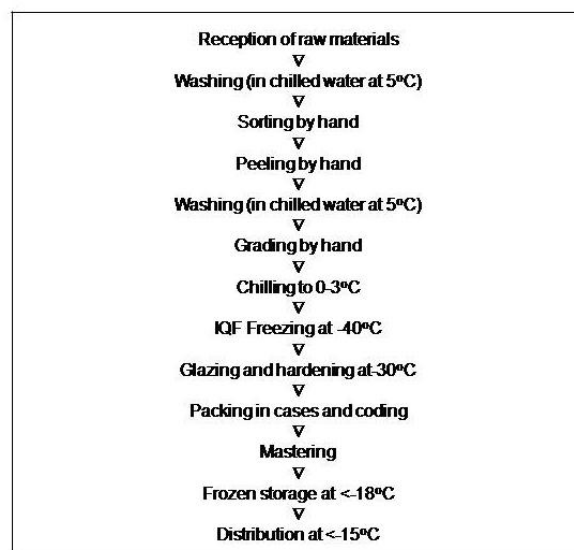 Reception of raw materials
∇
Washing (in chilled water at 5ºC)
∇
Sorting by hand
∇
Peeling by hand
∇
Washing (in chilled water at 5ºC)
∇
Grading by hand
∇
Chilling to 0-3ºC
∇
IQF Freezing at -40ºC
∇
Glazing and hardening at-30ºC
∇
Packing in cases and coding
∇
Mastering
∇
Frozen storage at <-18ºC
∇
Distribution at <-15ºC